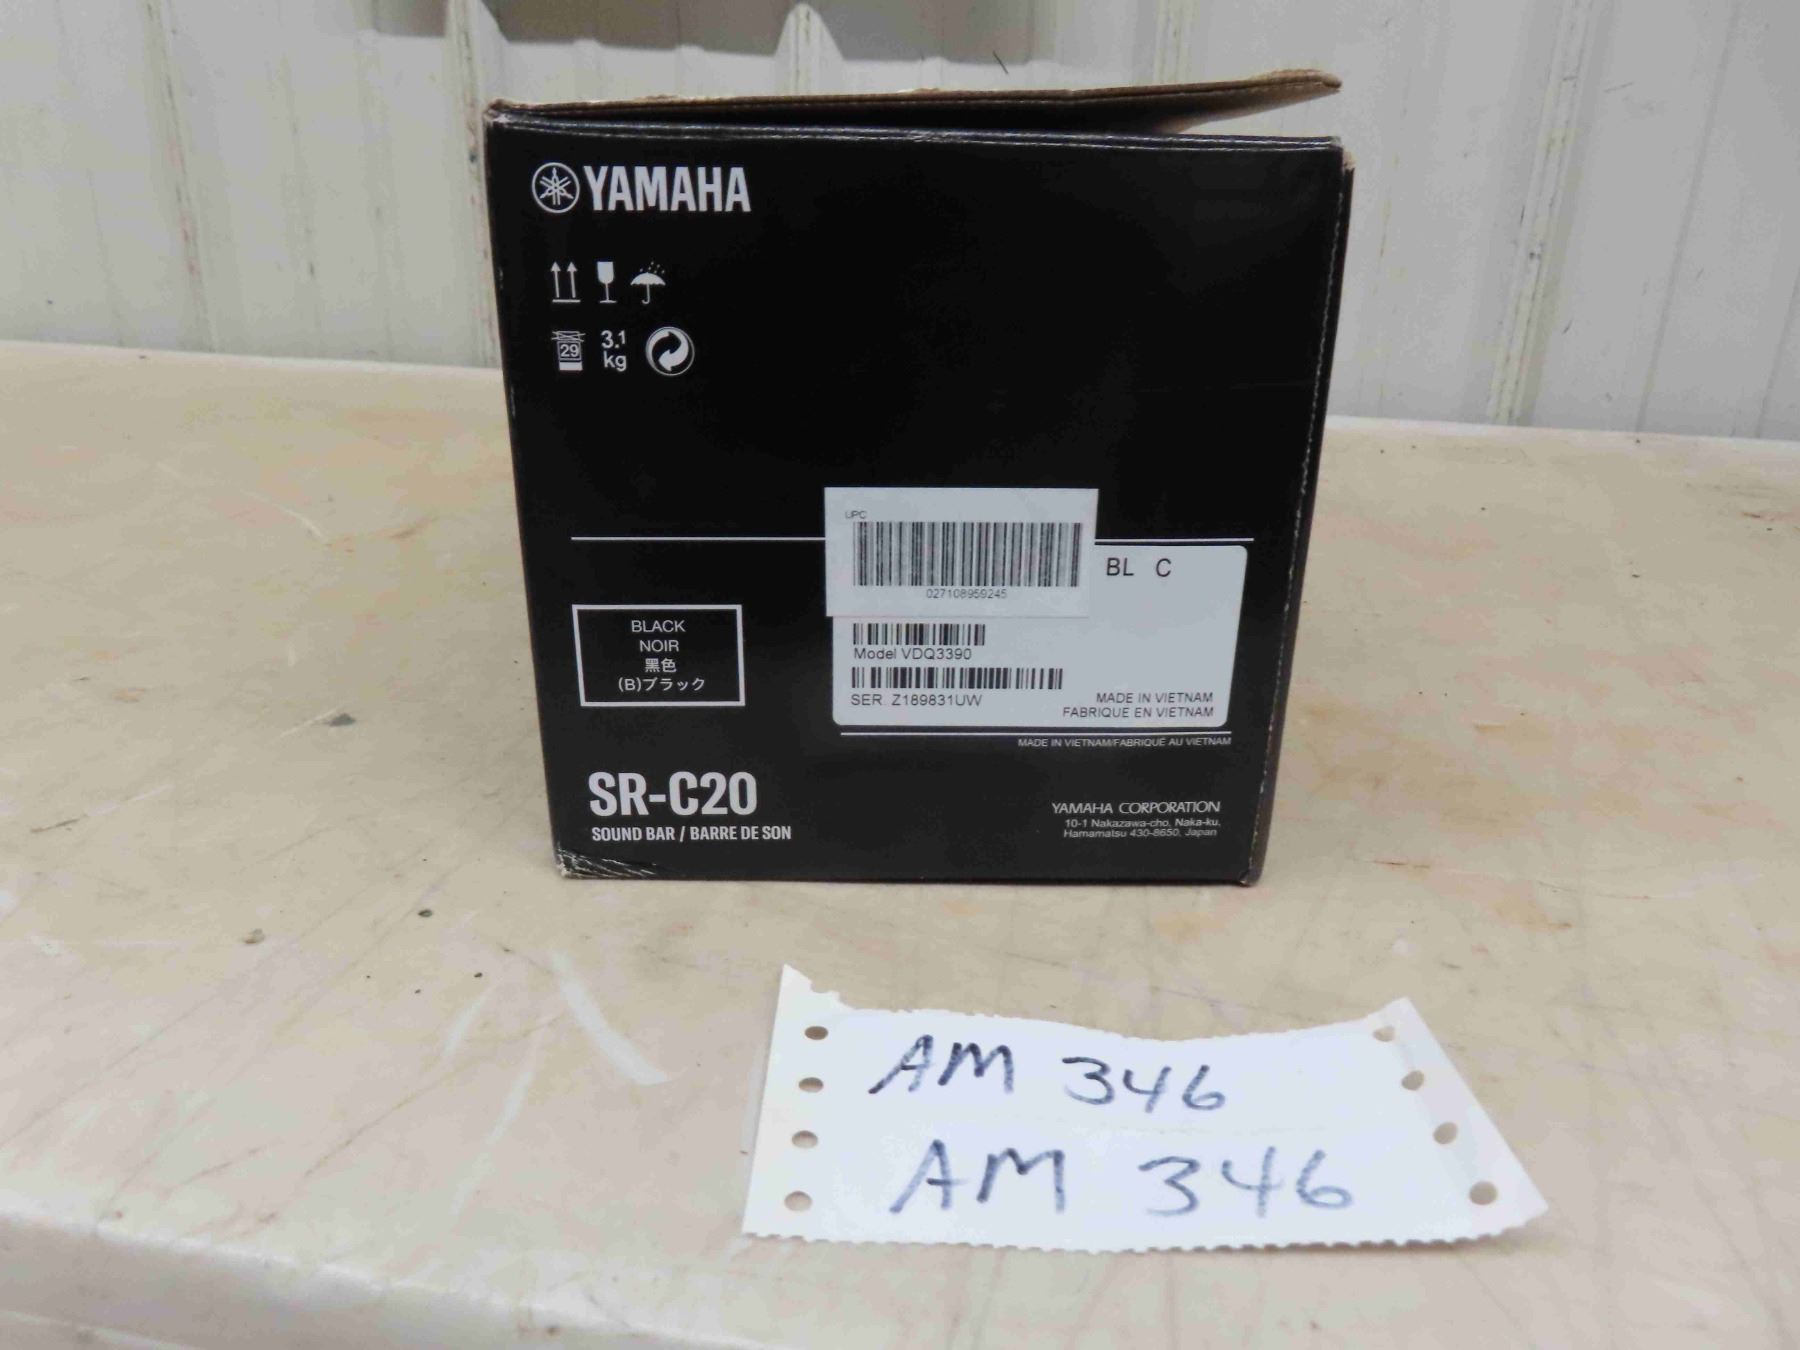 YAMAHA
29
3.1
kg
UPC
027108959245
BL C
Model VDQ3390
SER. Z189831UW
MADE IN VIETNAM
FABRIQUE EN VIETNAM
MADE IN VIETNAM/FABRIQUÉ AU VIETNAM
BLACK
NOIR
黑色
(B)ブラック
SR-C20
SOUND BAR / BARRE DE SON
YAMAHA CORPORATION
10-1 Nakazawa-cho, Naka-ku,
Hamamatsu 430-8650, Japan
AM 346
AM 346